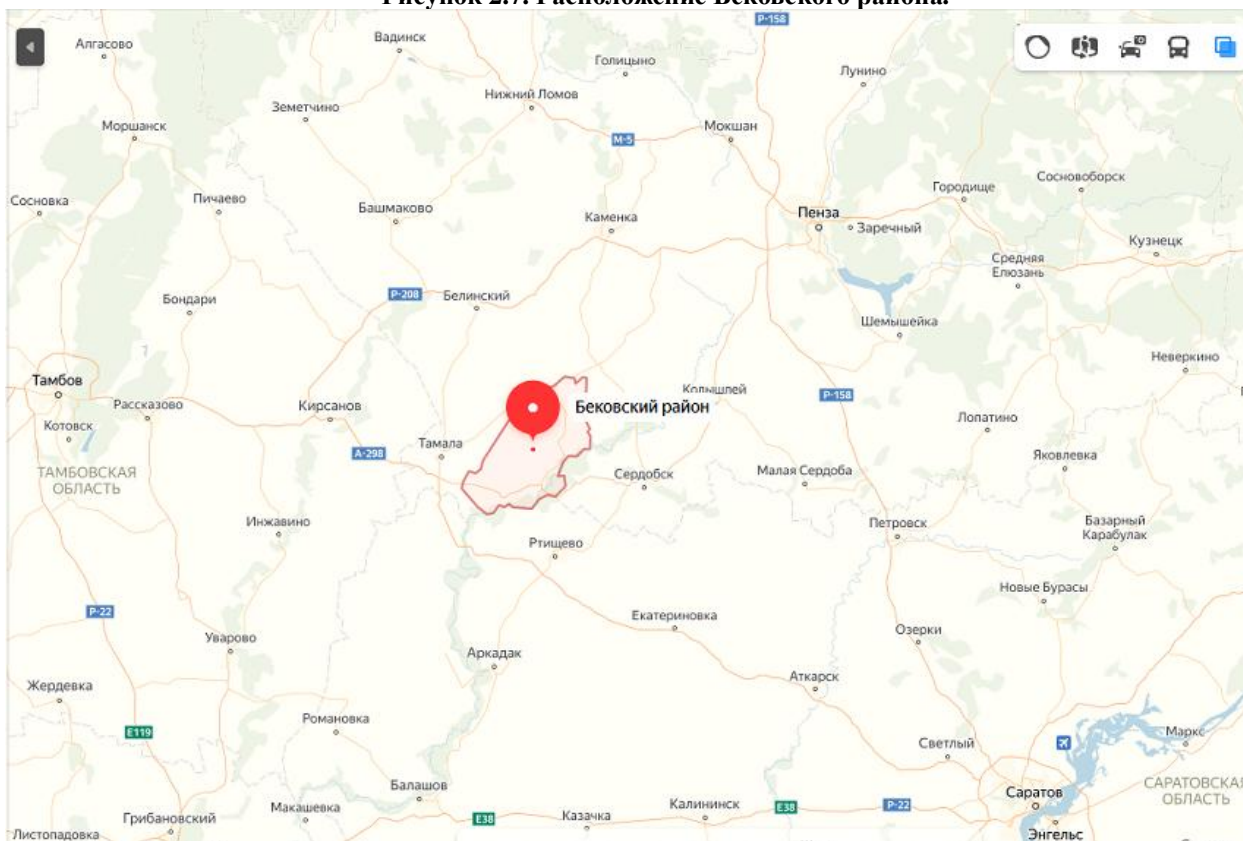 Рисунок 2.7. Расположение Бековского района.
Р-158
Алгасово
Вадинск
Голицыно
Лунино
Нижний Ломов
Земетчино
Моршанск
Мокшан
М-5
Сосновоборск
Городище
Сосновка
Пичаево
Башмаково
Каменка
Пенза
Заречный
Кузнецк
Средняя
Елюзань
Р-208
Белинский
Бондари
Шемышейка
Неверкино
Тамбов
Колышлей
Р-158
Рассказово
Кирсанов
Бековский район
Лопатино
Котовск
Тамала
А-298
Яковлевка
ТАМБОВСКАЯ
ОБЛАСТЬ
Сердобск
Малая Сердоба
Инжавино
Петровск
Базарный
Карабулак
Ртищево
Новые Бурасы
Р-22
Екатериновка
Уварово
Озерки
Аркадак
Аткарск
Жердевка
Романовка
Е119
Светлый
Маркс
Балашов
САРАТОВСКАЯ
ОБЛАСТЬ
Саратов
Макашевка
Калининск
Е38
Р-22
Грибановский
Е38
Казачка
Листопадовка
Энгельс